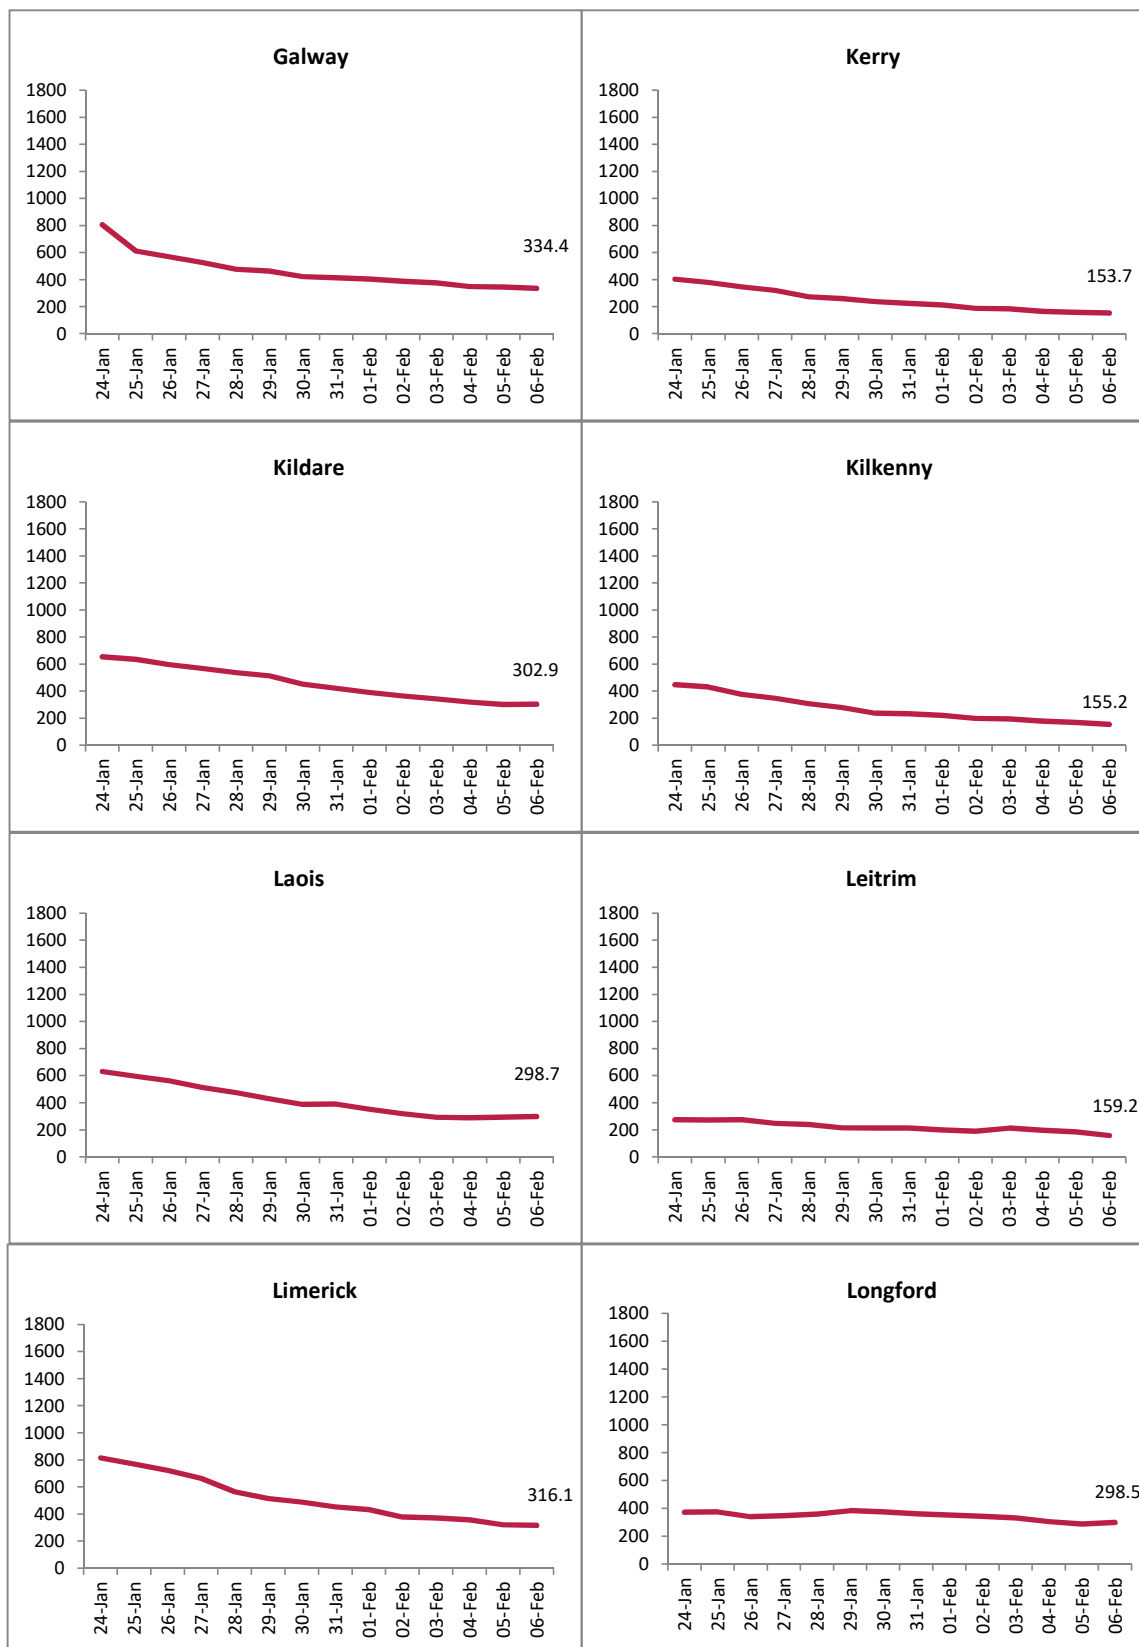 Galway
1800
1600
1400
1200
1000
800
600
400
200
0
334.4
24-Jan
25-Jan
26-Jan
27-Jan
28-Jan
29-Jan
30-Jan
31-Jan
01-Feb
02-Feb
03-Feb
04-Feb
05-Feb
06-Feb
Kerry
1800
1600
1400
1200
1000
800
600
400
200
0
153.7
24-Jan
25-Jan
26-Jan
27-Jan
28-Jan
29-Jan
30-Jan
31-Jan
01-Feb
02-Feb
03-Feb
04-Feb
05-Feb
06-Feb
Kildare
1800
1600
1400
1200
1000
800
600
400
200
0
302.9
24-Jan
25-Jan
26-Jan
27-Jan
28-Jan
29-Jan
30-Jan
31-Jan
01-Feb
02-Feb
03-Feb
04-Feb
05-Feb
06-Feb
Kilkenny
1800
1600
1400
1200
1000
800
600
400
200
0
155.2
24-Jan
25-Jan
26-Jan
27-Jan
28-Jan
29-Jan
30-Jan
31-Jan
01-Feb
02-Feb
03-Feb
04-Feb
05-Feb
06-Feb
Laois
1800
1600
1400
1200
1000
800
600
400
200
0
298.7
24-Jan
25-Jan
26-Jan
27-Jan
28-Jan
29-Jan
30-Jan
31-Jan
01-Feb
02-Feb
03-Feb
04-Feb
05-Feb
06-Feb
Leitrim
1800
1600
1400
1200
1000
800
600
400
200
0
159.2
24-Jan
25-Jan
26-Jan
27-Jan
28-Jan
29-Jan
30-Jan
31-Jan
01-Feb
02-Feb
03-Feb
04-Feb
05-Feb
06-Feb
Limerick
1800
1600
1400
1200
1000
800
600
400
200
0
316.1
24-Jan
25-Jan
26-Jan
27-Jan
28-Jan
29-Jan
30-Jan
31-Jan
01-Feb
02-Feb
03-Feb
04-Feb
05-Feb
06-Feb
Longford
1800
1600
1400
1200
1000
800
600
400
200
0
298.5
24-Jan
25-Jan
26-Jan
27-Jan
28-Jan
29-Jan
30-Jan
31-Jan
01-Feb
02-Feb
03-Feb
04-Feb
05-Feb
06-Feb